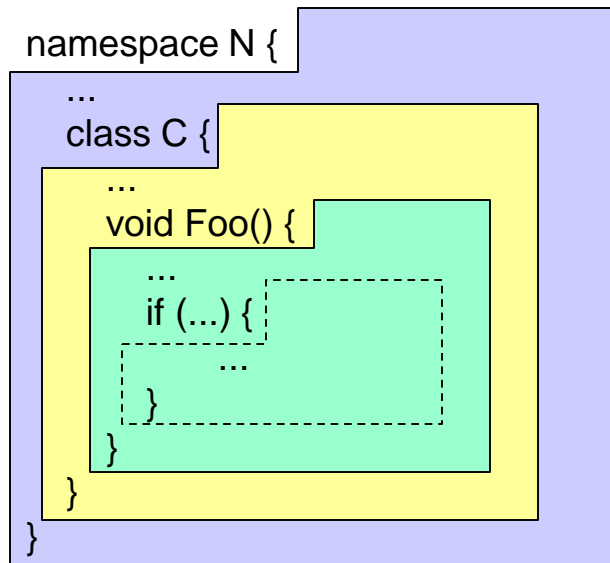 namespace N {
...
class C {
...
void Foo() {
...
if (...) {
...
}
}
}
}